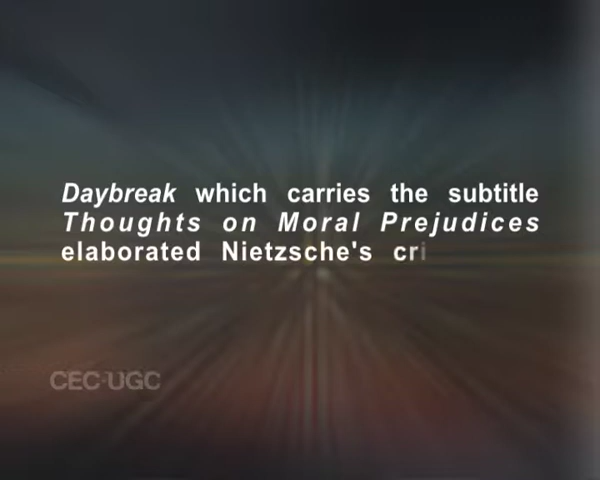 Daybreak which carries the subtitle
Thoughts on Moral Prejudices
elaborated Nietzsche's cri
CEC-UGC